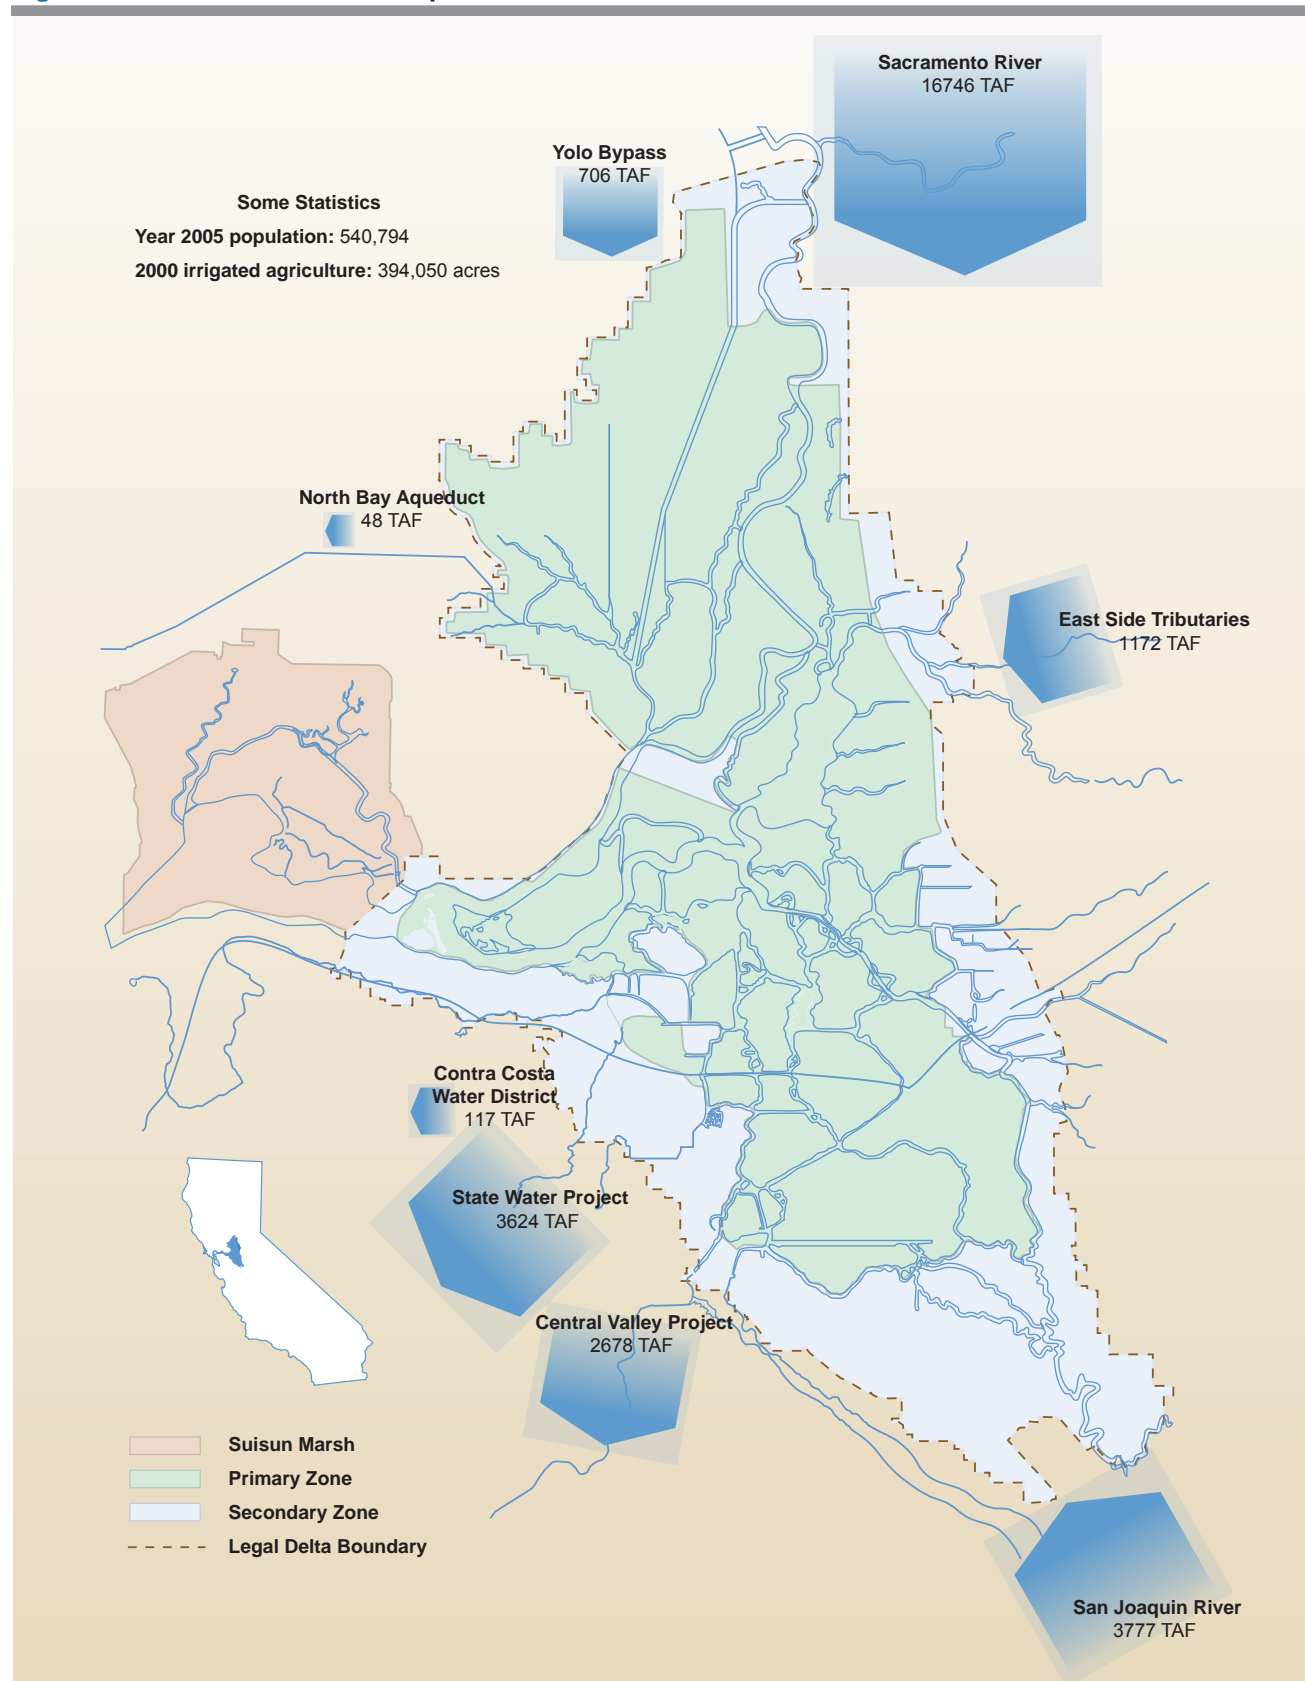 Sacramento River
16746 TAF
Yolo Bypass
706 TAF
Some Statistics
Year 2005 population: 540,794
2000 irrigated agriculture: 394,050 acres
North Bay Aqueduct
48 TAF
East Side Tributaries
1172 TAF
Contra Costa
Water District
117 TAF
State Water Project
3624 TAF
Central Valley Project
2678 TAF
Suisun Marsh
Primary Zone
Secondary Zone
Legal Delta Boundary
San Joaquin River
3777 TAF